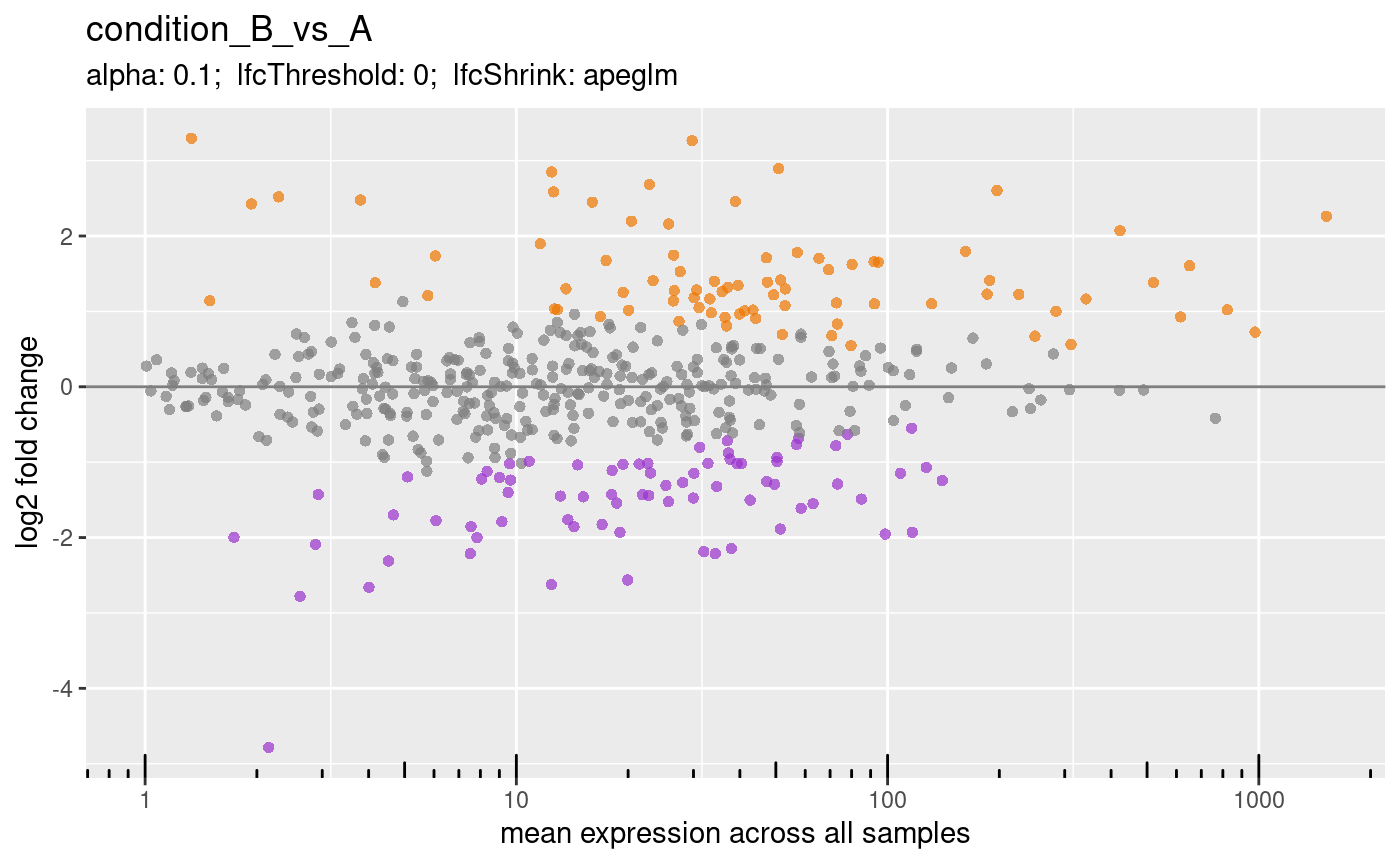 condition_B_vs_A
alpha: 0.1;  lfcThreshold: 0;  lfcShrink: apeglm
log2 fold change
2
0
-2
-4
1 10 100 1000
mean expression across all samples